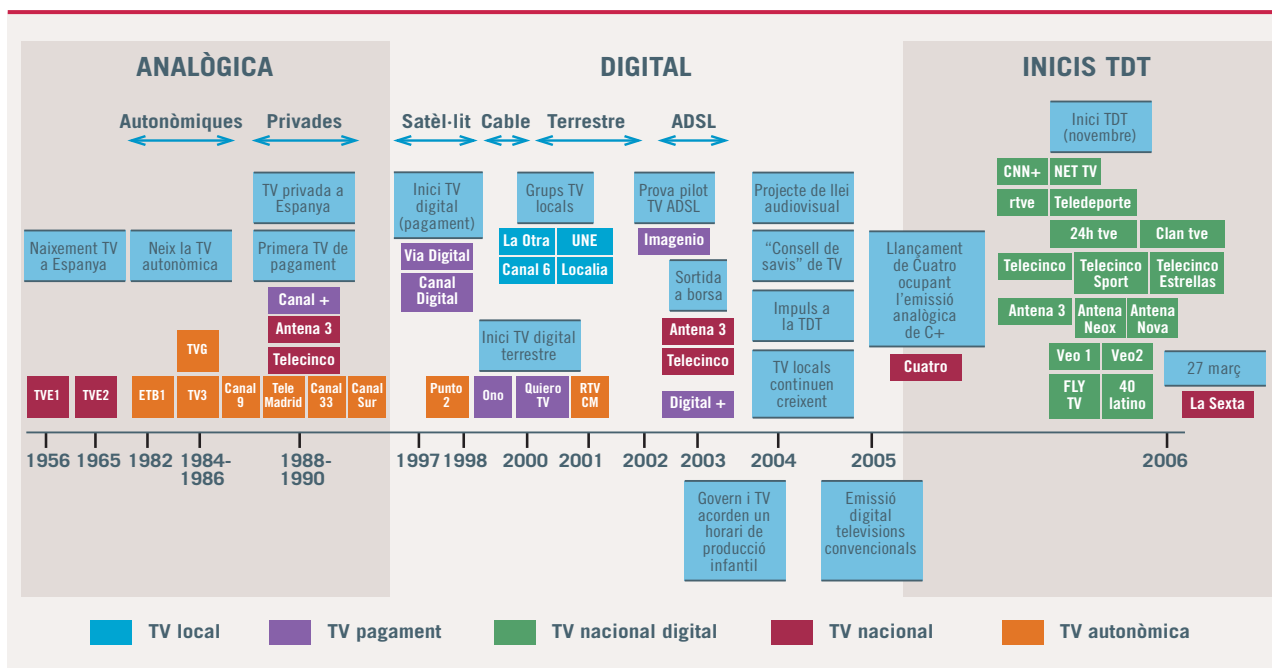 ANALÒGICA
DIGITAL
INICIS TDT
Autonòmiques
Privades
Satèl·lit
Cable
Terrestre
ADSL
Naixement TV
a Espanya
Neix la TV
autonòmica
TV privada a
Espanya
Primera TV de
pagament
Canal +
Antena 3
Telecinco
TVG
TVE1
TVE2
ETB1
TV3
Canal
9
Tele
Madrid
Canal
33
Canal
Sur
Inici TV
digital
(pagament)
Via Digital
Canal
Digital
Grups TV
locals
La Otra
UNE
Canal 6
Localia
Inici TV digital
terrestre
Punto
2
Ono
Quiero
TV
RTV
CM
Prova pilot
TV ADSL
Imagenio
Sortida
a borsa
Antena 3
Telecinco
Digital +
Projecte de llei
audiovisual
“Consell de
savis” de TV
Impuls a
la TDT
TV locals
continuen
creixent
Llançament
de Cuatro
ocupant
l’emissió
analògica
de C+
Cuatro
Inici TDT
(novembre)
CNN+
NET TV
rtve
Teledeporte
24h tve
Clan tve
Telecinco
Telecinco
Sport
Telecinco
Estrellas
Antena 3
Antena
Neox
Antena
Nova
Veo 1
Veo2
FLY
TV
40
latino
27 març
La Sexta
1956
1965
1982
1984-
1986
1988-
1990
1997
1998
2000
2001
2002
2003
2004
2005
2006
Govern i TV
acorden un
horari de
producció
infantil
Emissió
digital
televisions
convencionals
TV local
TV pagament
TV nacional digital
TV nacional
TV autonòmica